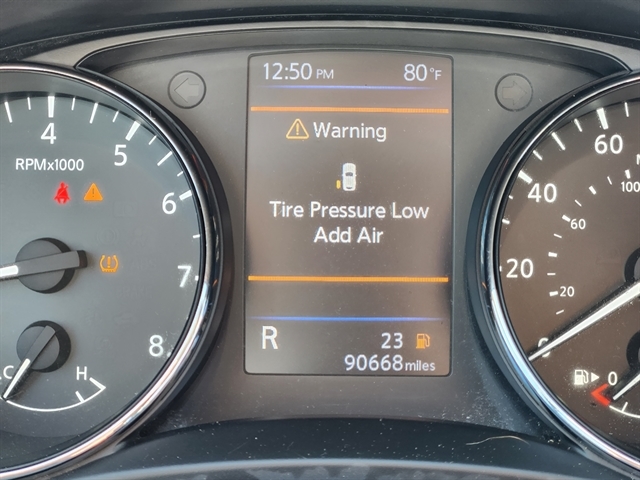 12:50 PM 80°F
Warning
Tire Pressure Low
Add Air
R 23
90668 miles
4 5 6 7 8
RPMx1000
C H
0 20 40 60
20 60 100
0